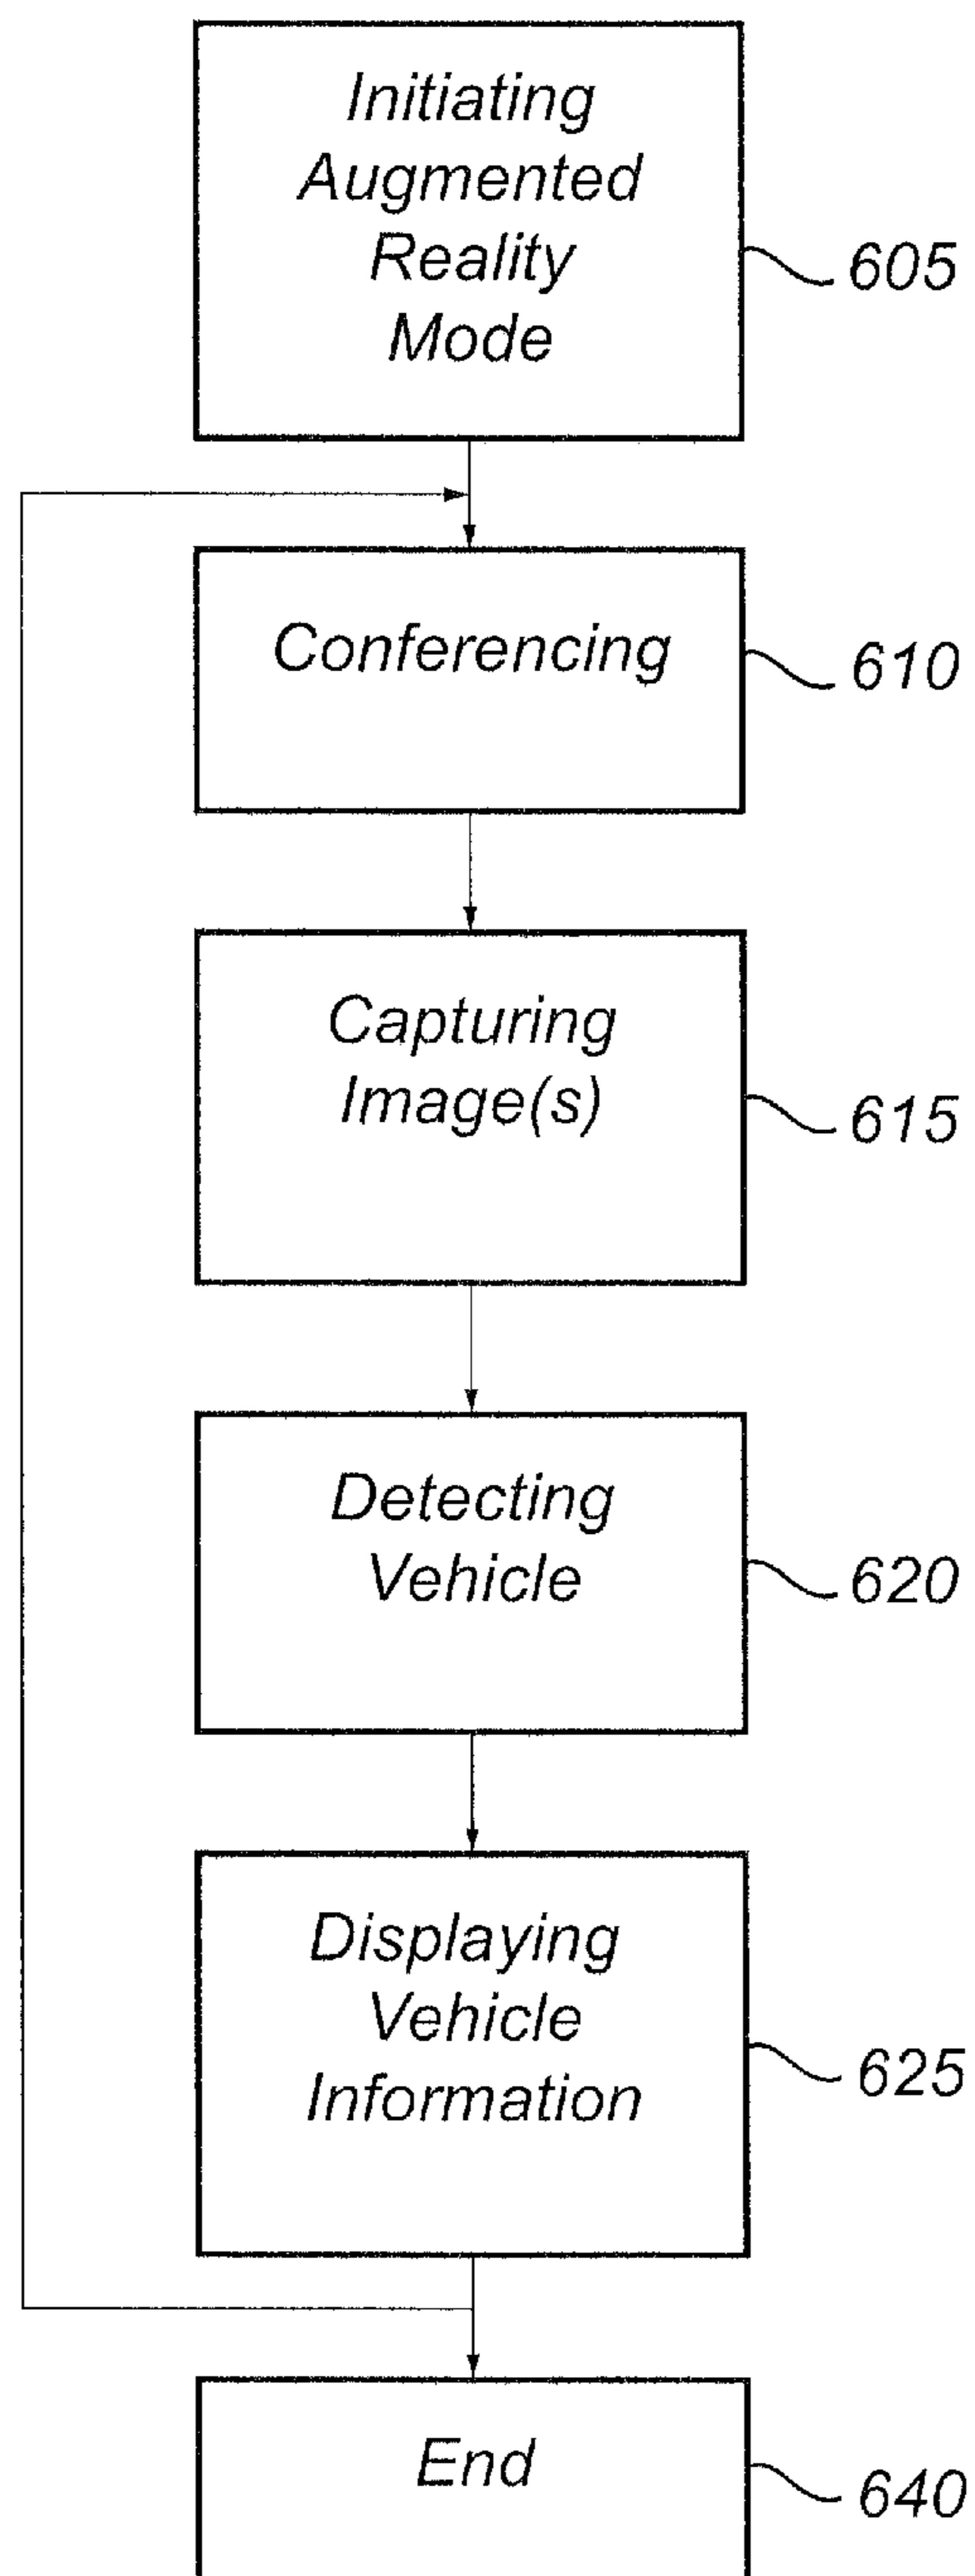 Initiating
Augmented
Reality
Mode
605
Conferencing
610
Capturing
Image(s)
615
Detecting
Vehicle
620
Displaying
Vehicle
Information
625
End
640